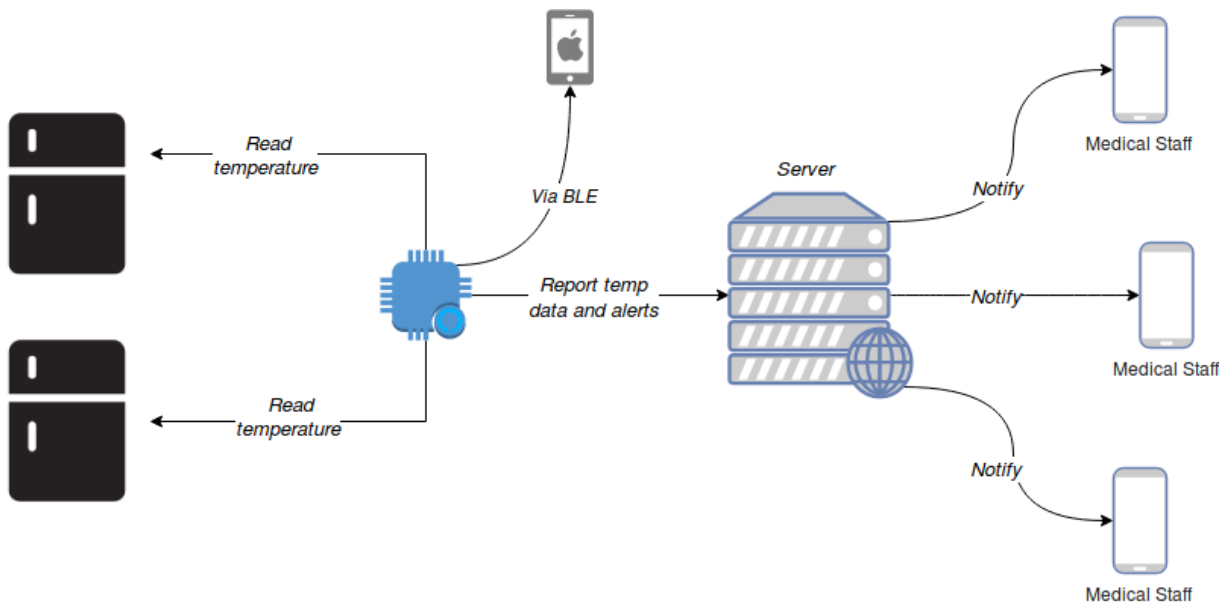 Read
temperature
Via BLE
Report temp
data and alerts
Read
temperature
Server
Notify
Medical Staff
Notify
Medical Staff
Notify
Medical Staff